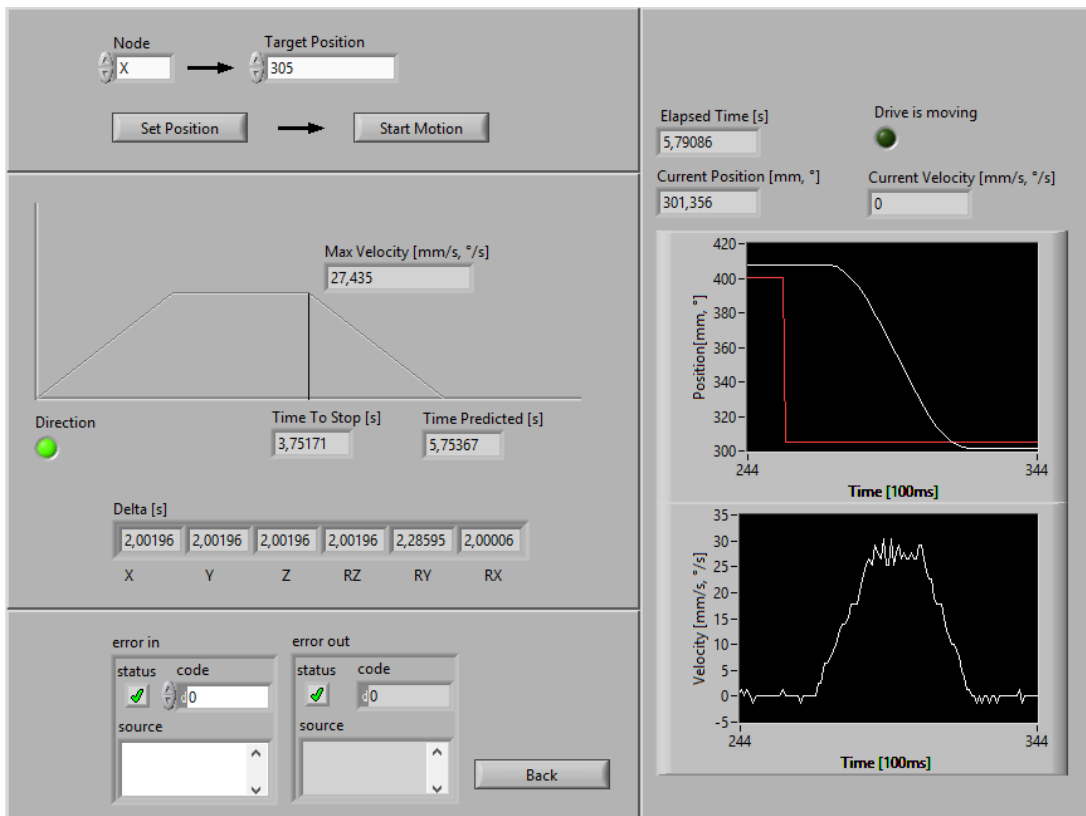 Node
Target Position
X
305
Set Position
Start Motion
Max Velocity [mm/s, °/s]
27,435
Direction
Time To Stop [s]
Time Predicted [s]
3,75171
5,75367
Delta [s]
2,00196 2,00196 2,00196 2,00196 2,28595 2,00006
X Y Z RZ RY RX
error in
error out
status code
status code
d 0
d 0
source
source
Back
Elapsed Time [s]
Drive is moving
5,79086
Current Position [mm, °]
Current Velocity [mm/s, °/s]
301,356
0
Position[mm, °]
420
400
380
360
340
320
300
244 344
Time [100ms]
Velocity [mm/s, °/s]
35
30
25
20
15
10
5
0
-5
244 344
Time [100ms]